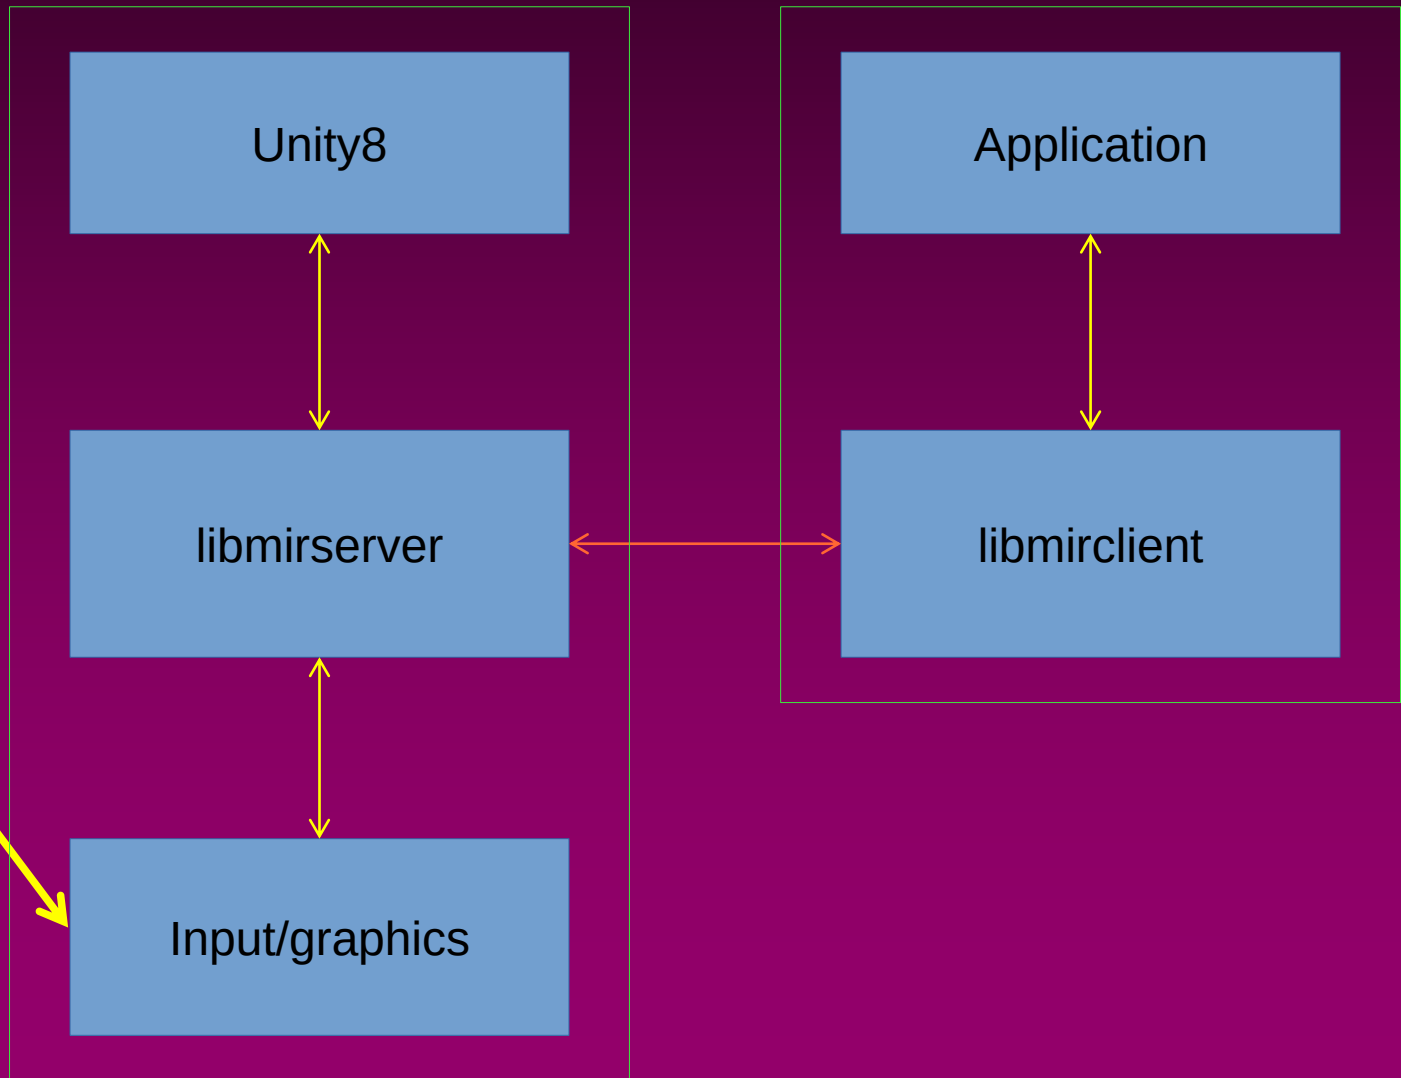 Unity8
Application
libmirserver
libmirclient
Input/graphics